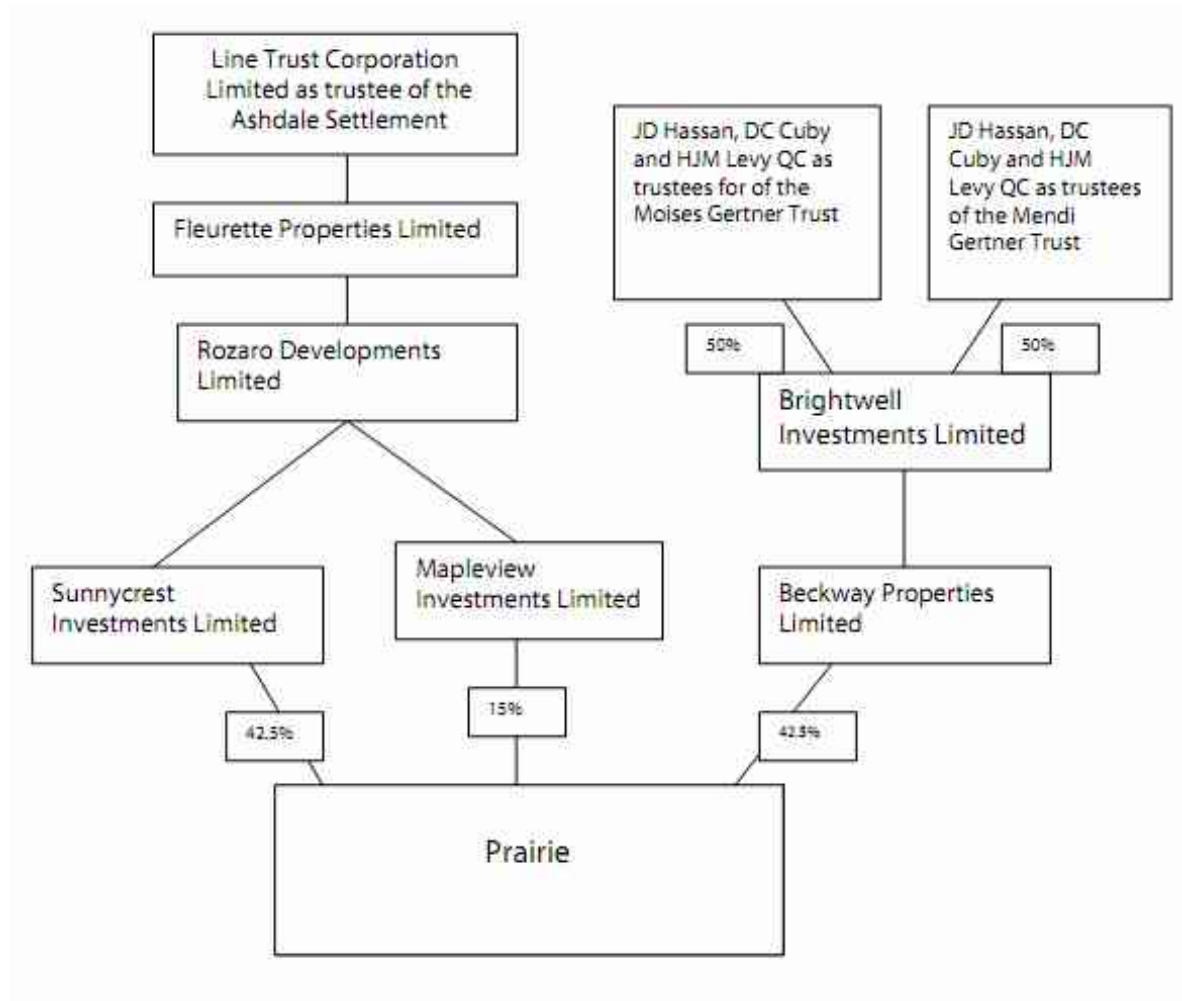 Line Trust Corporation
Limited as trustee of the
Ashdale Settlement
JD Hassan, DC Cuby
and HJM Levy QC as
trustees for of the
Moises Gertner Trust
JD Hassan, DC
Cuby and HJM
Levy QC as trustees
of the Mendi
Gertner Trust
Fleurette Properties Limited
Rozaro Developments
Limited
50%
50%
Brightwell
Investments Limited
Sunnycrest
Investments Limited
Mapleview
Investments Limited
Beckway Properties
Limited
42.5%
15%
42.5%
Prairie